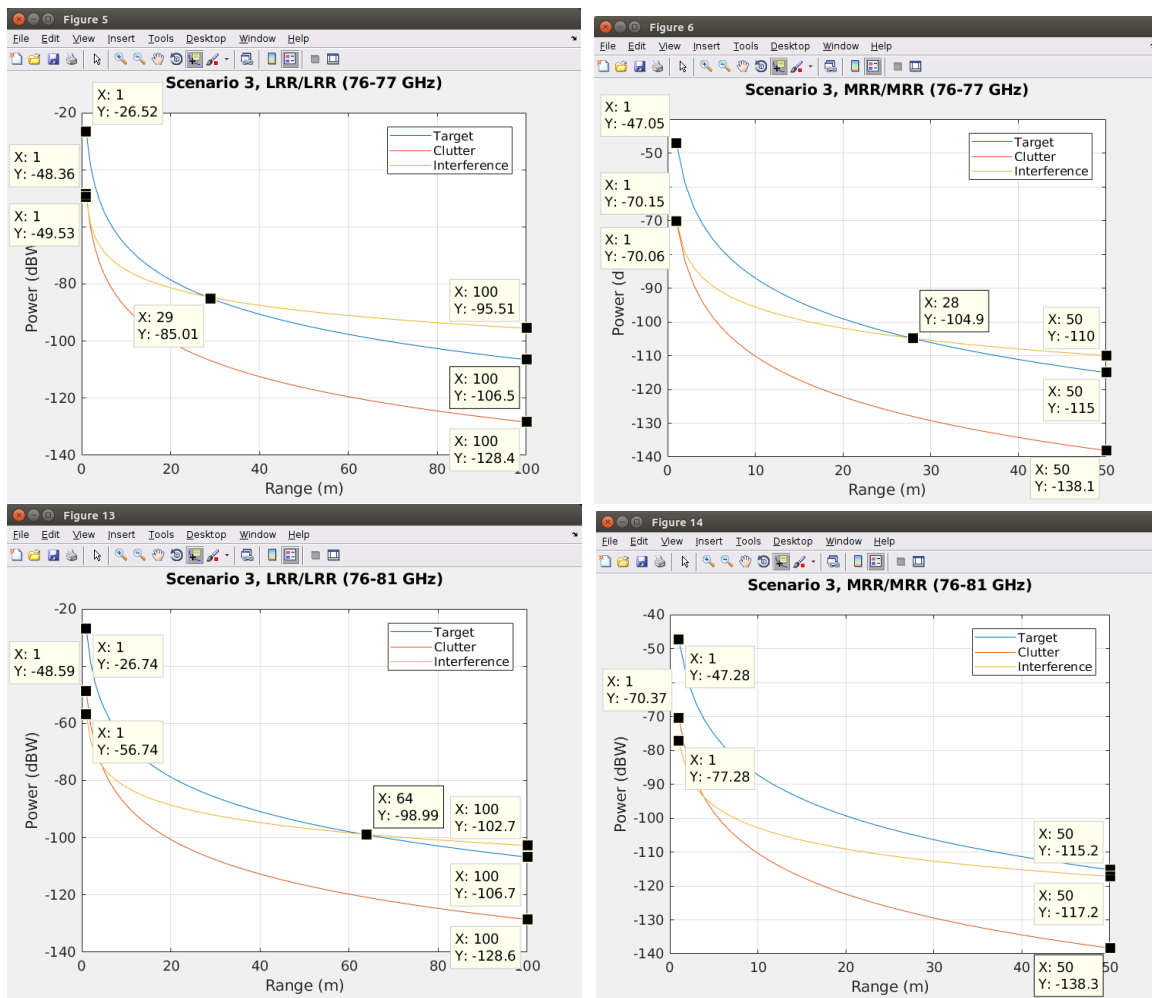 Figure 5
File Edit View Insert Tools Desktop Window Help
Scenario 3, LRR/LRR (76-77 GHz)
X: 1
Y: -26.52
X: 1
Y: -48.36
X: 1
Y: -49.53
X: 29
Y: -85.01
X: 100
Y: -95.51
X: 100
Y: -106.5
X: 100
Y: -128.4
Target
Clutter
Interference
-20
-80
-100
-120
-140
Power (dBW
0 20 40 60 80 100
Range (m)
Figure 6
File Edit View Insert Tools Desktop Window Help
Scenario 3, MRR/MRR (76-77 GHz)
X: 1
Y: -47.05
X: 1
Y: -70.15
X: 1
Y: -70.06
X: 28
Y: -104.9
X: 50
Y: -110
X: 50
Y: -115
X: 50
Y: -138.1
Target
Clutter
Interference
-50
-70
-90
-100
-110
-120
-130
-140
Power (d
0 10 20 30 40 50
Range (m)
Figure 13
File Edit View Insert Tools Desktop Window Help
Scenario 3, LRR/LRR (76-81 GHz)
X: 1
Y: -48.59
X: 1
Y: -26.74
X: 1
Y: -56.74
X: 64
Y: -98.99
X: 100
Y: -102.7
X: 100
Y: -106.7
X: 100
Y: -128.6
Target
Clutter
Interference
-20
-60
-80
-100
-120
-140
Power (dBW)
0 20 40 60 80 00
Range (m)
Figure 14
File Edit View Insert Tools Desktop Window Help
Scenario 3, MRR/MRR (76-81 GHz)
X: 1
Y: -47.28
X: 1
Y: -70.37
X: 1
Y: -77.28
X: 50
Y: -115.2
X: 50
Y: -117.2
X: 50
Y: -138.3
Target
Clutter
Interference
-40
-50
-70
-80
-90
-100
-110
-120
-130
-140
Power (dBW)
0 10 20 30 40 50
Range (m)